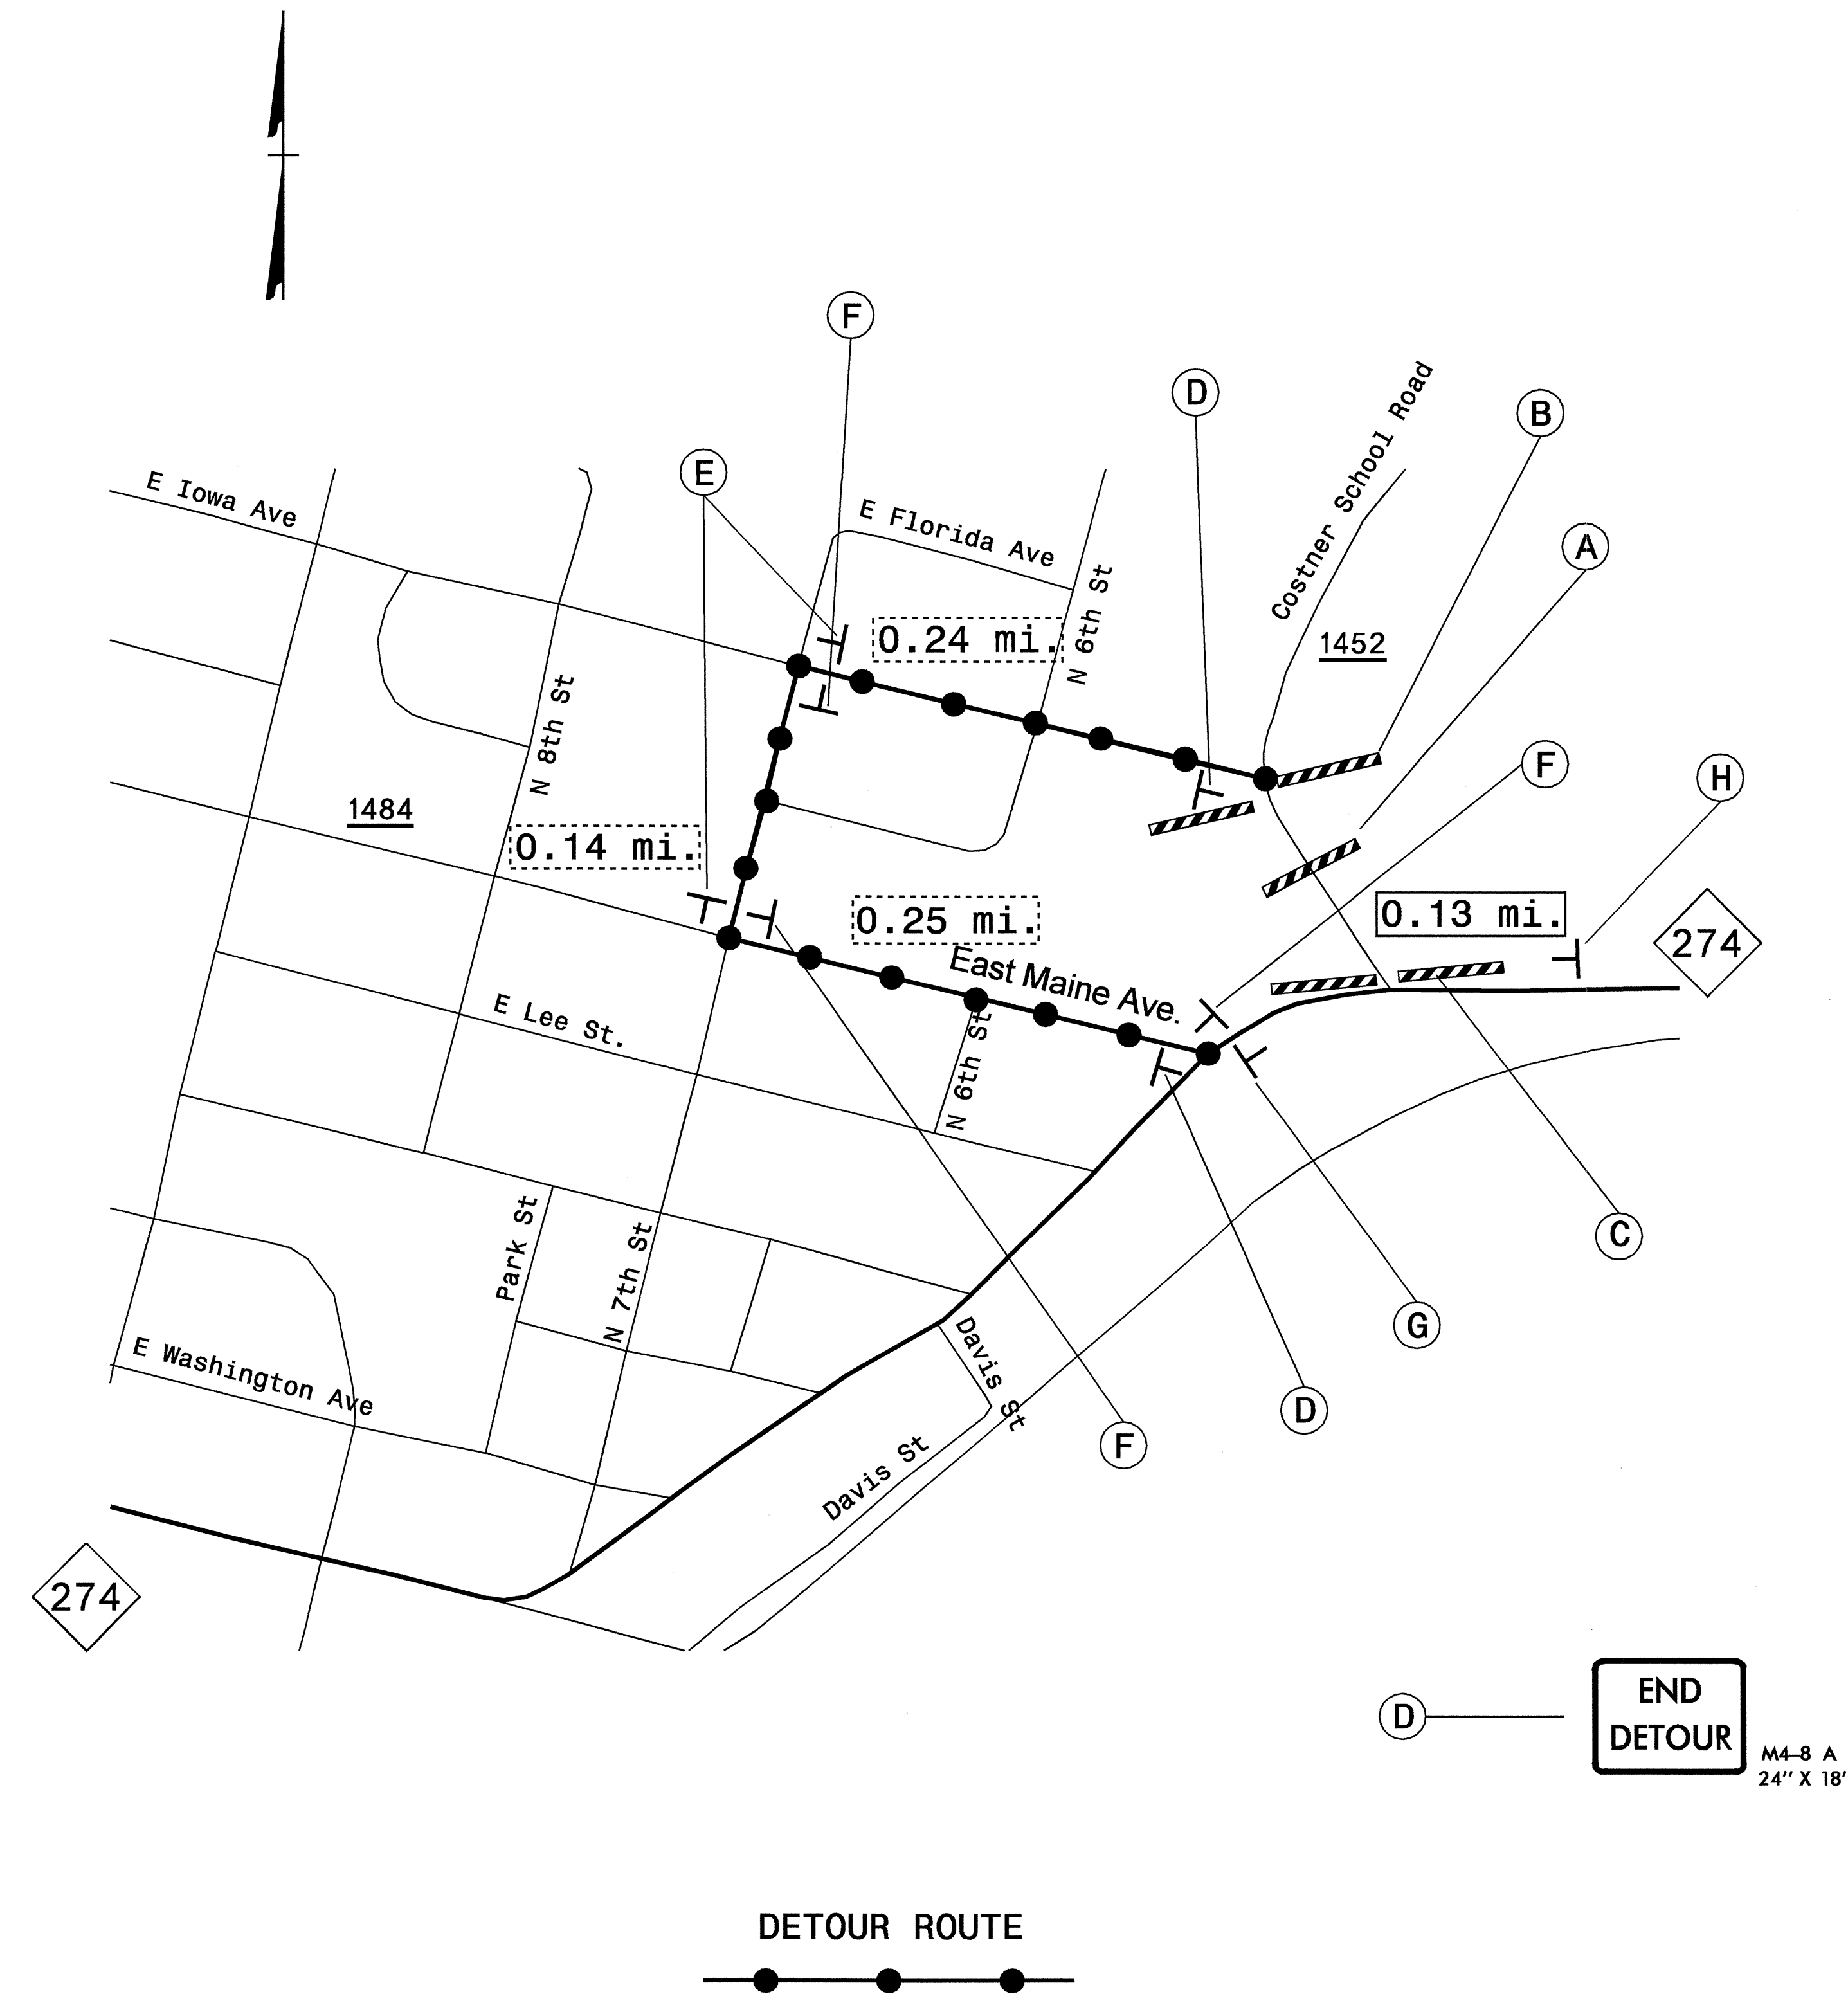 F
D
B
E
A
Costner School Road
E Iowa Ave
E Florida Ave
N 6th St
0.24 mi.
1452
N 8th St
F
H
1484
0.14 mi.
0.25 mi.
0.13 mi.
274
East Maine Ave.
E Lee St.
N 6th St
Park St
N 7th St
C
G
Davis St
E Washington Ave
D
F
Davis St
274
D
END
DETOUR
M4-8 A
24" X 18'
DETOUR ROUTE